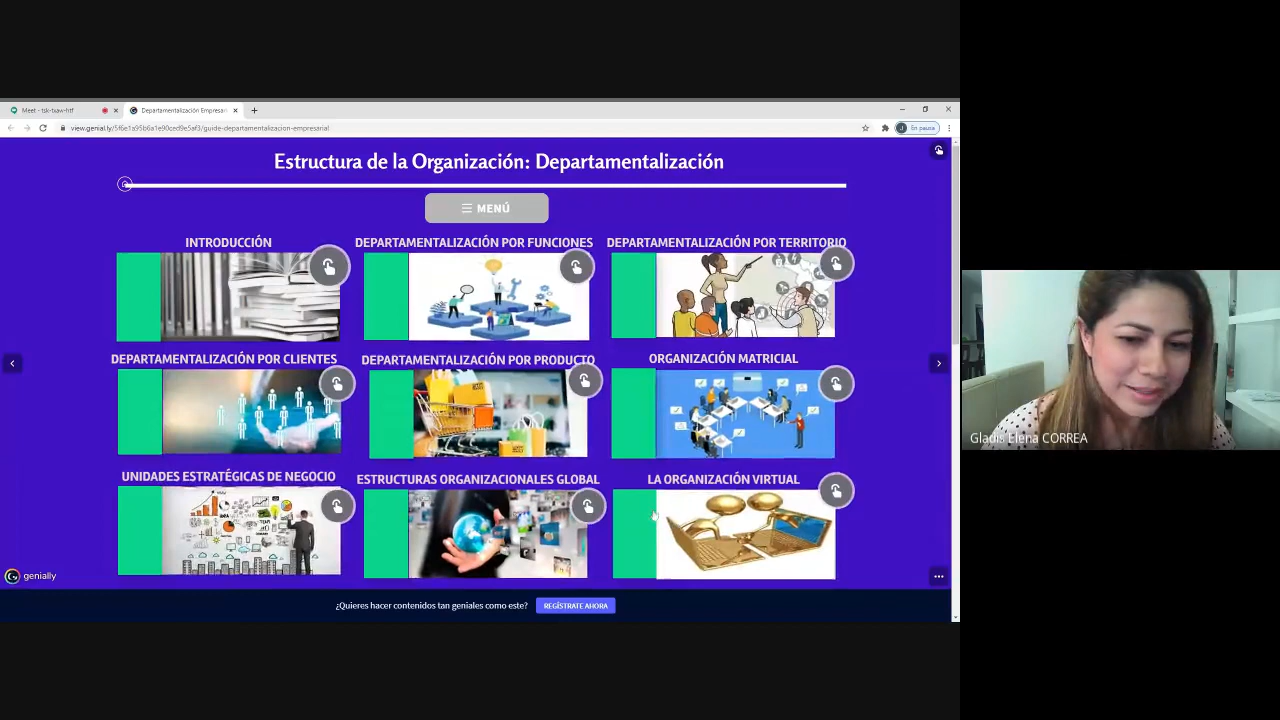 Meet - tsk-txaw-htf
Departamentalización Empresari
view.genial.ly/5f6e1a95b6a1e90ced9e5af3/guide-departamentalizacion-empresarial
En pausa
Estructura de la Organización: Departamentalización
MENÚ
INTRODUCCIÓN
DEPARTAMENTALIZACIÓN POR FUNCIONES
DEPARTAMENTALIZACIÓN POR TERRITORIO
DEPARTAMENTALIZACIÓN POR CLIENTES
DEPARTAMENTALIZACIÓN POR PRODUCTO
ORGANIZACIÓN MATRICIAL
UNIDADES ESTRATÉGICAS DE NEGOCIO
ESTRUCTURAS ORGANIZACIONALES GLOBAL
LA ORGANIZACIÓN VIRTUAL
genially
¿Quieres hacer contenidos tan geniales como este?
REGÍSTRATE AHORA
Gladis Elena CORREA